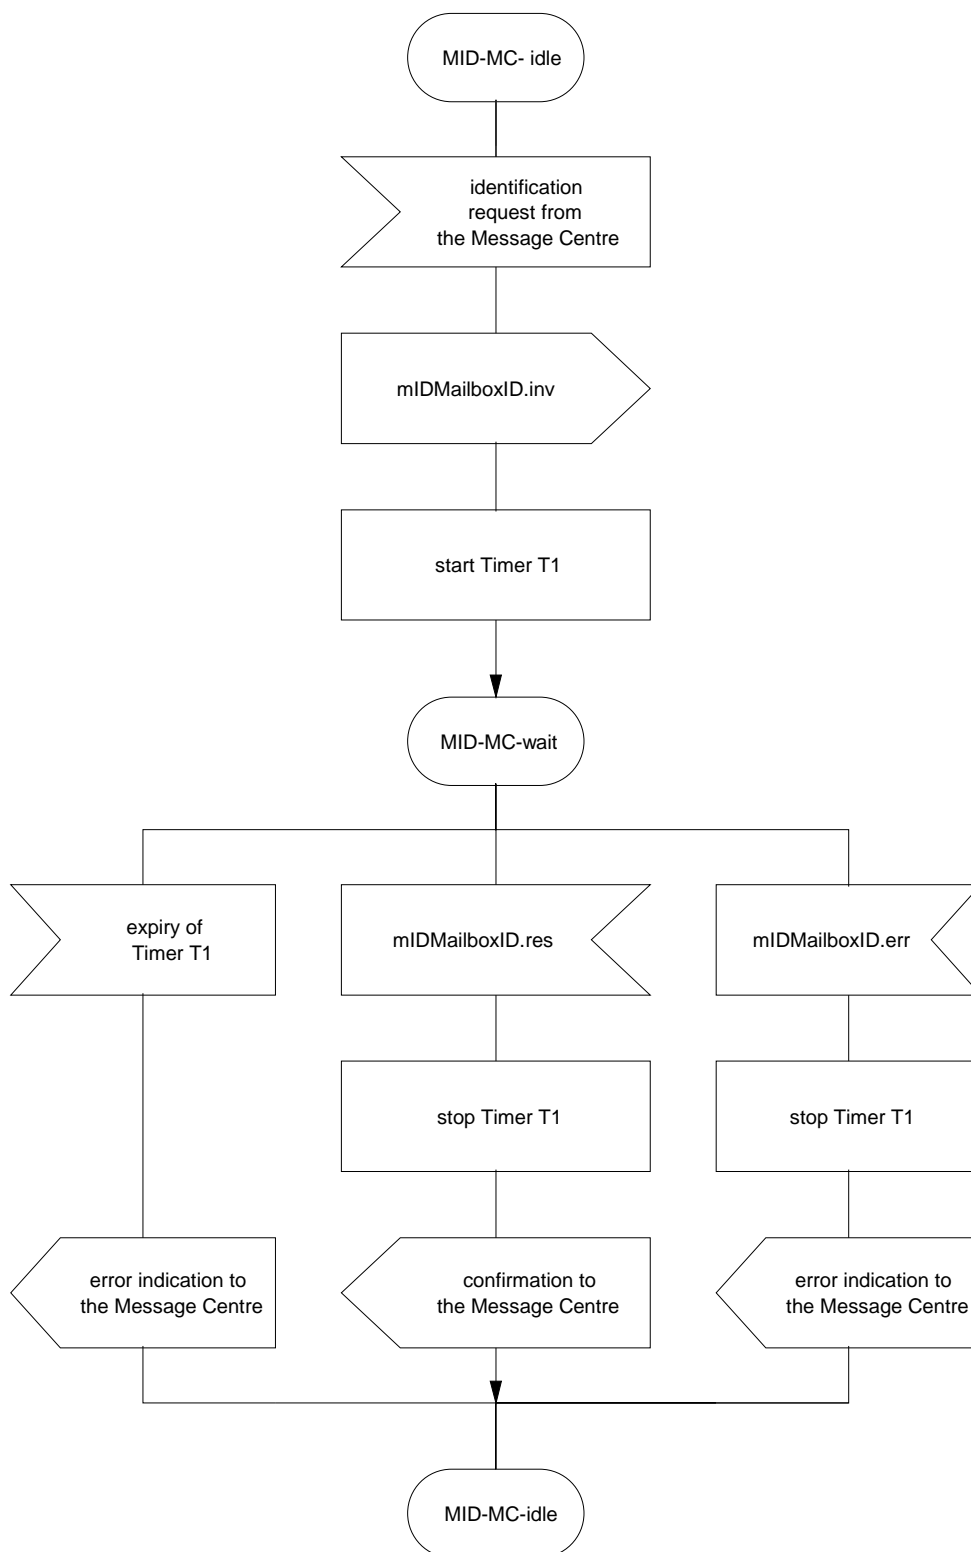 MID-MC- idle
identification
request from
the Message Centre
mIDMailboxID.inv
start Timer T1
MID-MC-wait
expiry of
Timer T1
mIDMailboxID.res
mIDMailboxID.err
stop Timer T1
stop Timer T1
error indication to
the Message Centre
confirmation to
the Message Centre
error indication to
the Message Centre
MID-MC-idle